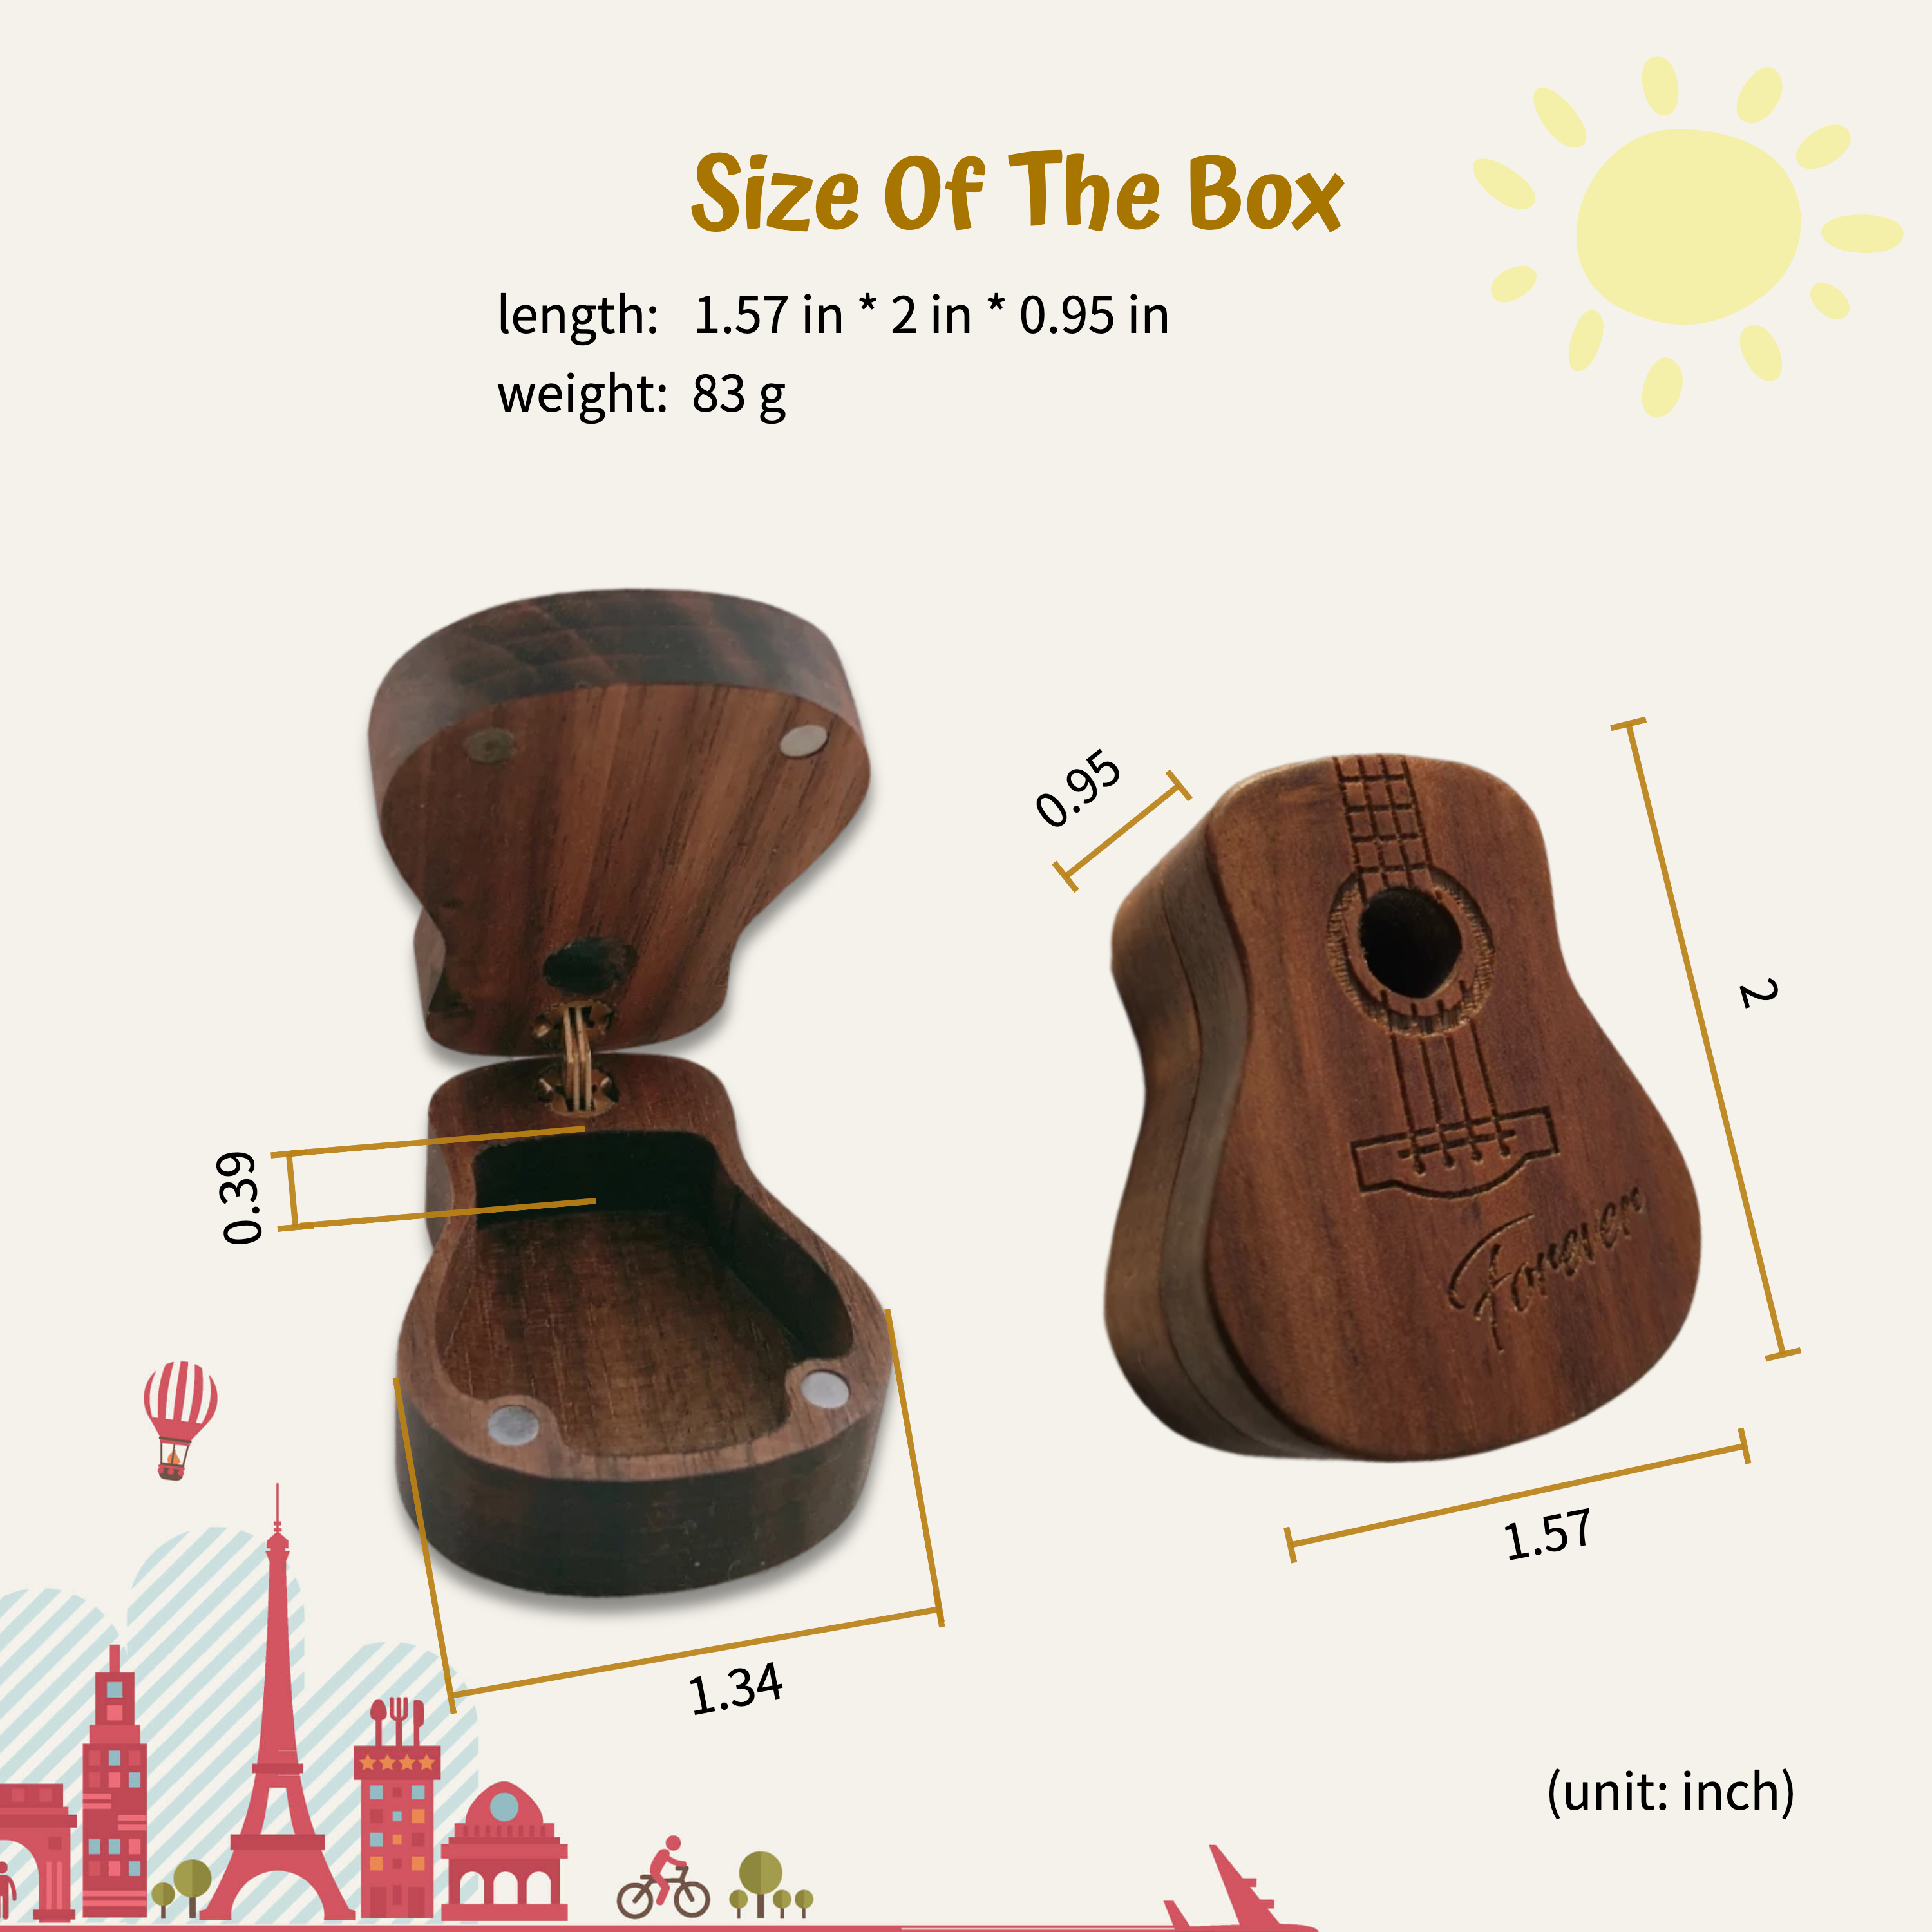 Size Of The Box
length: 1.57 in * 2 in * 0.95 in
weight: 83 g
0.95
2
0.39
Forever
1.57
1.34
(unit: inch)